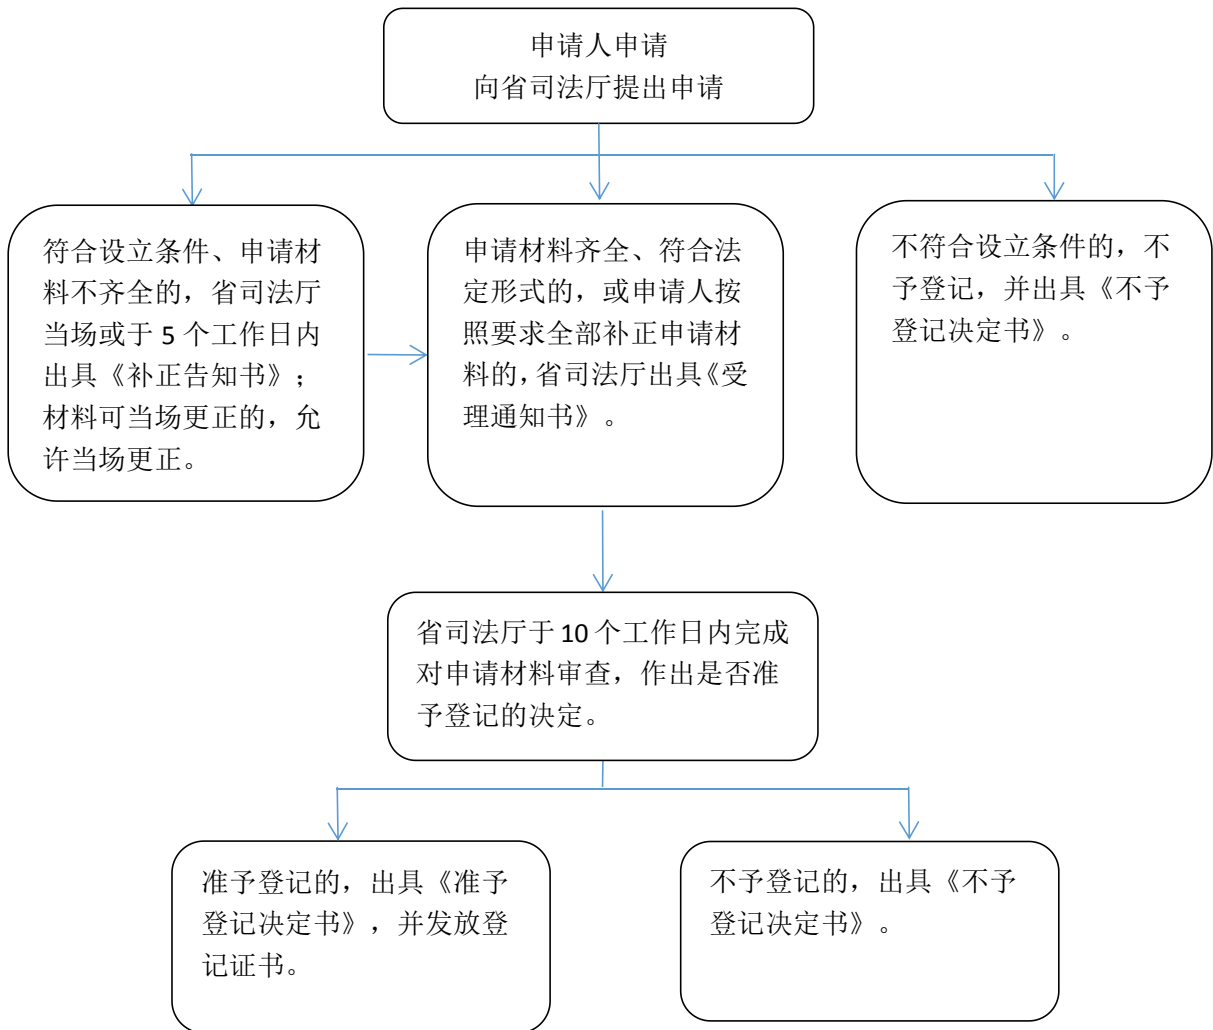 申请人申请
向省司法厅提出申请
符合设立条件、申请材
料不齐全的，省司法厅
当场或于 5 个工作日内
出具《补正告知书》；
材料可当场更正的，允
许当场更正。
申请材料齐全、符合法
定形式的，或申请人按
照要求全部补正申请材
料的，省司法厅出具《受
理通知书》。
不符合设立条件的，不
予登记，并出具《不予
登记决定书》。
省司法厅于 10 个工作日内完成
对申请材料审查，作出是否准
予登记的决定。
准予登记的，出具《准予
登记决定书》，并发放登
记证书。
不予登记的，出具《不予
登记决定书》。